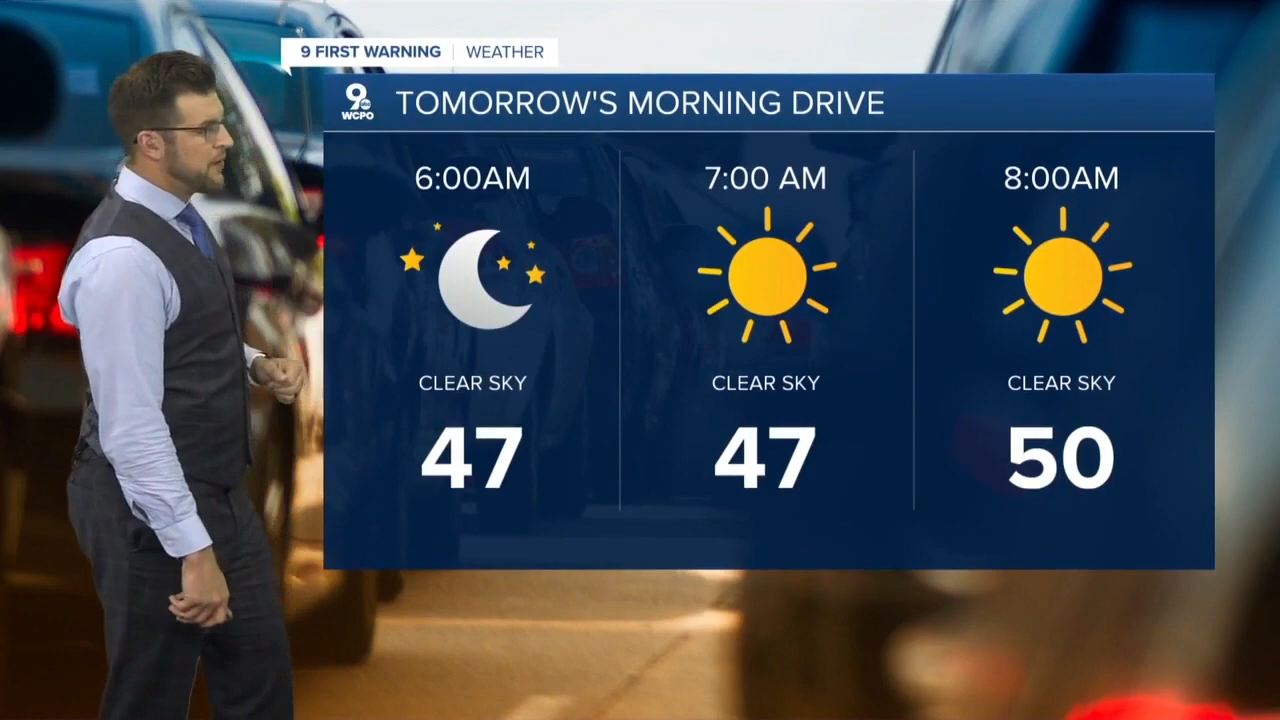 9 FIRST WARNING | WEATHER
9 abc
WCPO
TOMORROW'S MORNING DRIVE
6:00AM
7:00 AM
8:00AM
CLEAR SKY
CLEAR SKY
CLEAR SKY
47
47
50